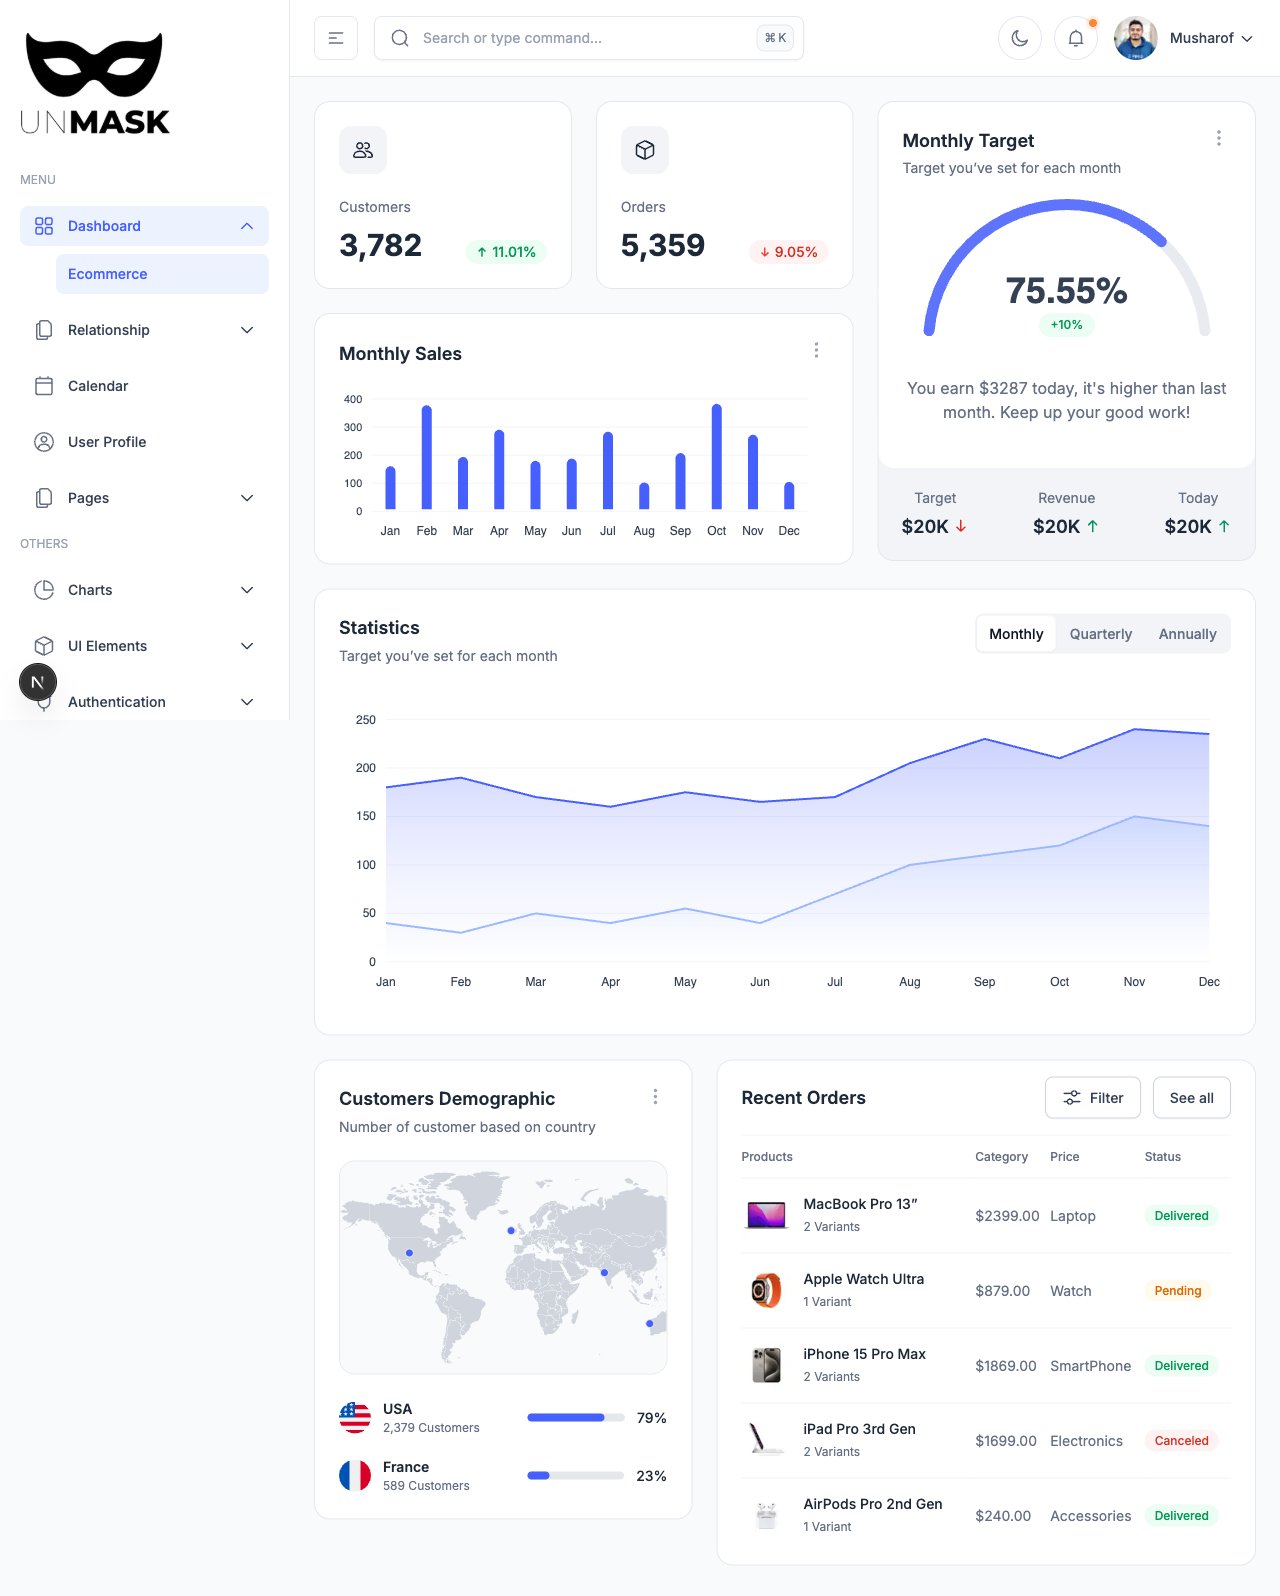 UNMASK
MENU
Dashboard
Ecommerce
Relationship
Calendar
User Profile
Pages
OTHERS
Charts
UI Elements
N
Authentication
Search or type command...
⌘ K
Musharof
Customers
3,782
↑ 11.01%
Orders
5,359
↓ 9.05%
Monthly Target
Target you’ve set for each month
75.55%
+10%
You earn $3287 today, it's higher than last
month. Keep up your good work!
Target
$20K ↓
Revenue
$20K ↑
Today
$20K ↑
Monthly Sales
400
300
200
100
0
Jan Feb Mar Apr May Jun Jul Aug Sep Oct Nov Dec
Statistics
Target you’ve set for each month
Monthly Quarterly Annually
250
200
150
100
50
0
Jan Feb Mar Apr May Jun Jul Aug Sep Oct Nov Dec
Customers Demographic
Number of customer based on country
USA
2,379 Customers
79%
France
589 Customers
23%
Recent Orders
Filter
See all
Products Category Price Status
MacBook Pro 13”
2 Variants
$2399.00 Laptop Delivered
Apple Watch Ultra
1 Variant
$879.00 Watch Pending
iPhone 15 Pro Max
2 Variants
$1869.00 SmartPhone Delivered
iPad Pro 3rd Gen
2 Variants
$1699.00 Electronics Canceled
AirPods Pro 2nd Gen
1 Variant
$240.00 Accessories Delivered